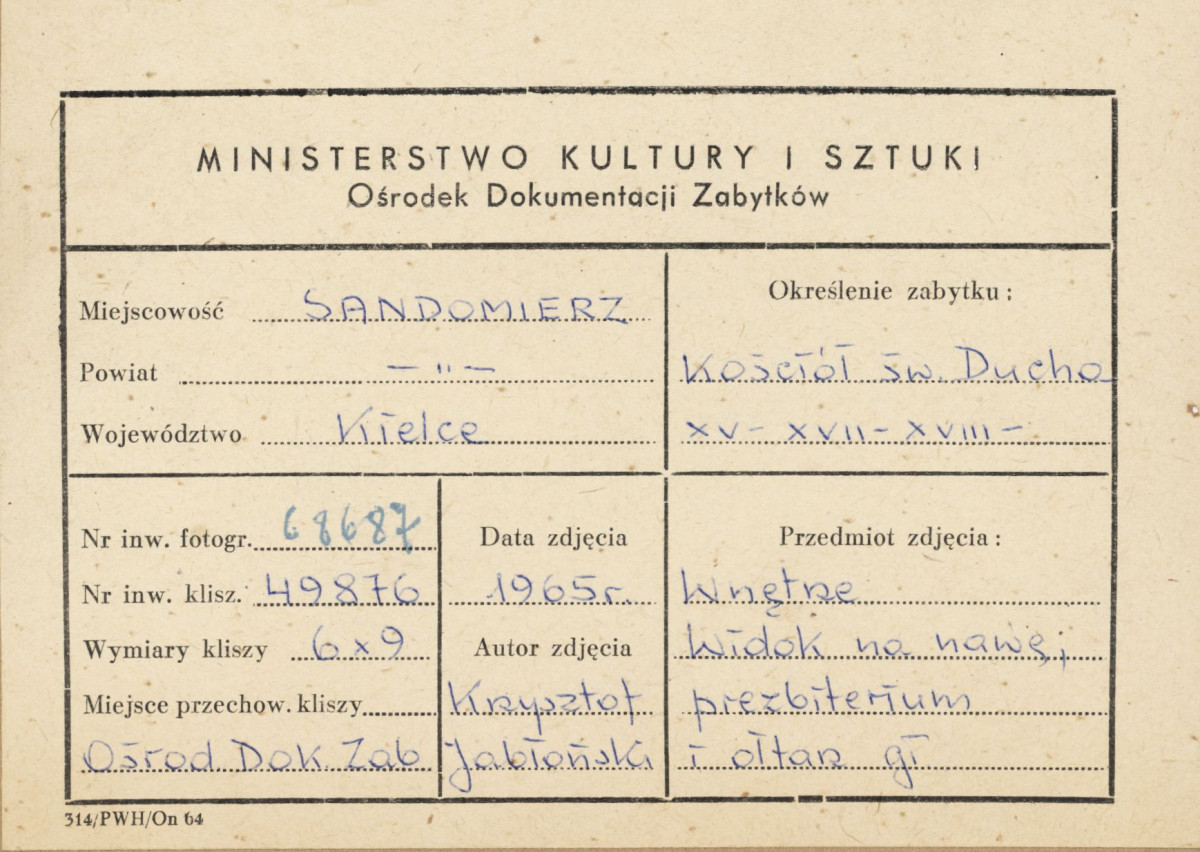 MINISTERSTWO KULTURY I SZTUKI
Ośrodek Dokumentacji Zabytków
Miejscowość SANDOMIERZ
Powiat — " —
Województwo Kielce
Określenie zabytku:
Kościół św. Ducha
XV - XVII - XVIII -
Nr inw. fotogr. 68687
Nr inw. klisz. 49876
Wymiary kliszy 6 x 9
Miejsce przechow. kliszy
Ośrod Dok. Zab
Data zdjęcia
1965r.
Autor zdjęcia
Krzysztof
Jabłoński
Przedmiot zdjęcia:
Wnętrze
Widok na nawę;
prezbiterium
i ołtarz gł
314/PWH/On 64